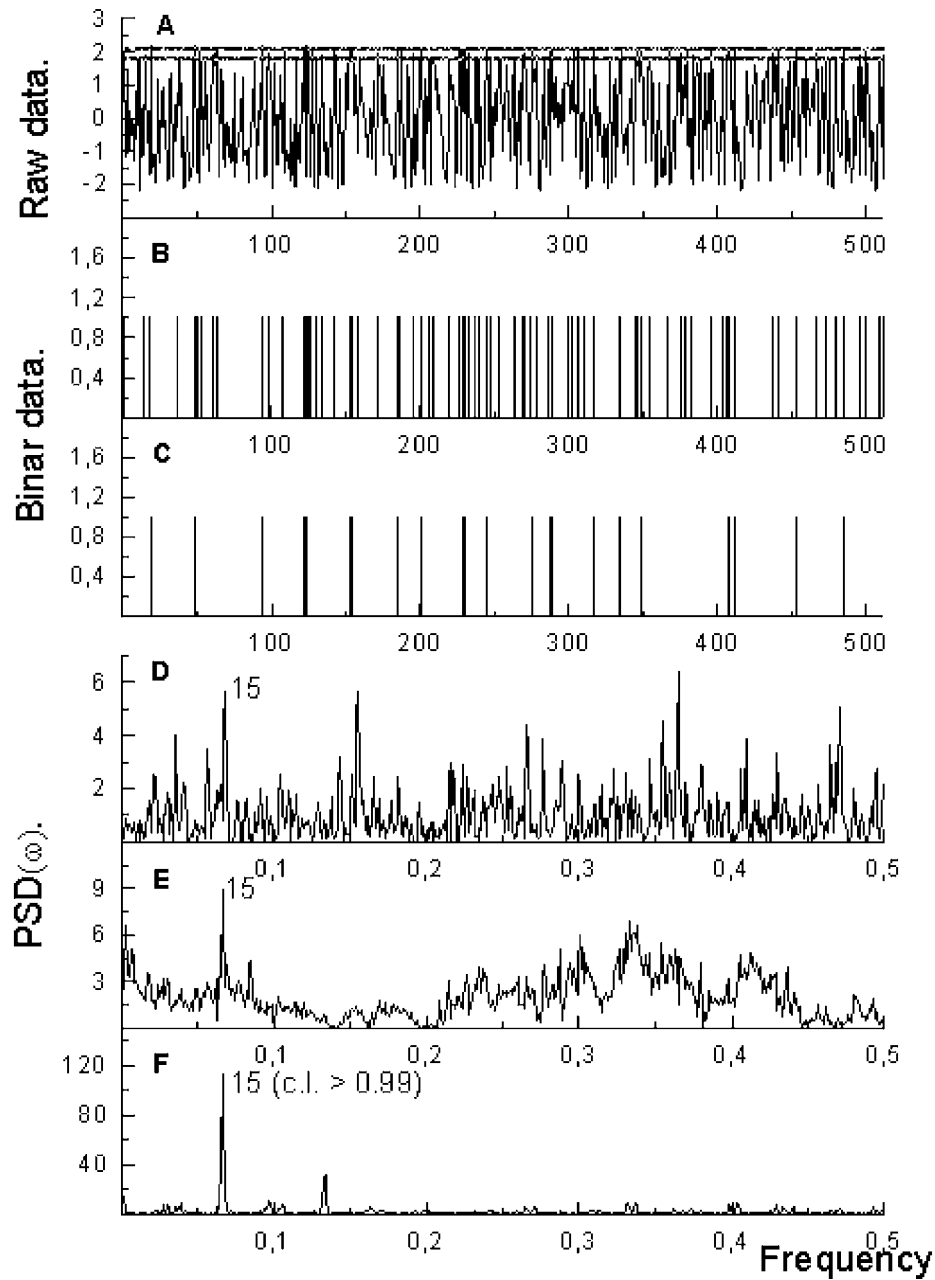 A
Raw data.
3
2
1
0
-1
-2
100 200 300 400 500
B
Binar data.
1,6
1,2
0,8
0,4
100 200 300 400 500
C
1,6
1,2
0,8
0,4
100 200 300 400 500
D
PSD(ω).
6
4
2
15
0,1 0,2 0,3 0,4 0,5
E
9
6
3
15
0,1 0,2 0,3 0,4 0,5
F
120
80
40
15 (c.l. > 0.99)
0,1 0,2 0,3 0,4 0,5
Frequency